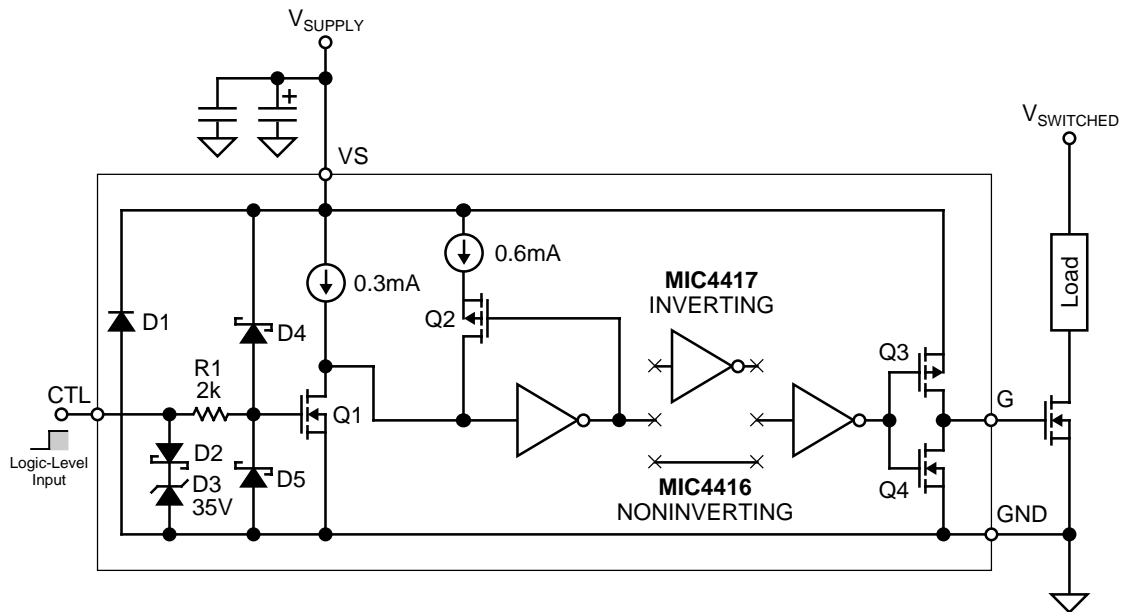 VSUPPLY
VSWITCHED
VS
0.6mA
0.3mA
MIC4417
INVERTING
Load
D1
D4
Q2
Q3
R1
2k
CTL
Q1
G
Logic-Level
Input
D2
D3
35V
D5
MIC4416
NONINVERTING
Q4
GND
+